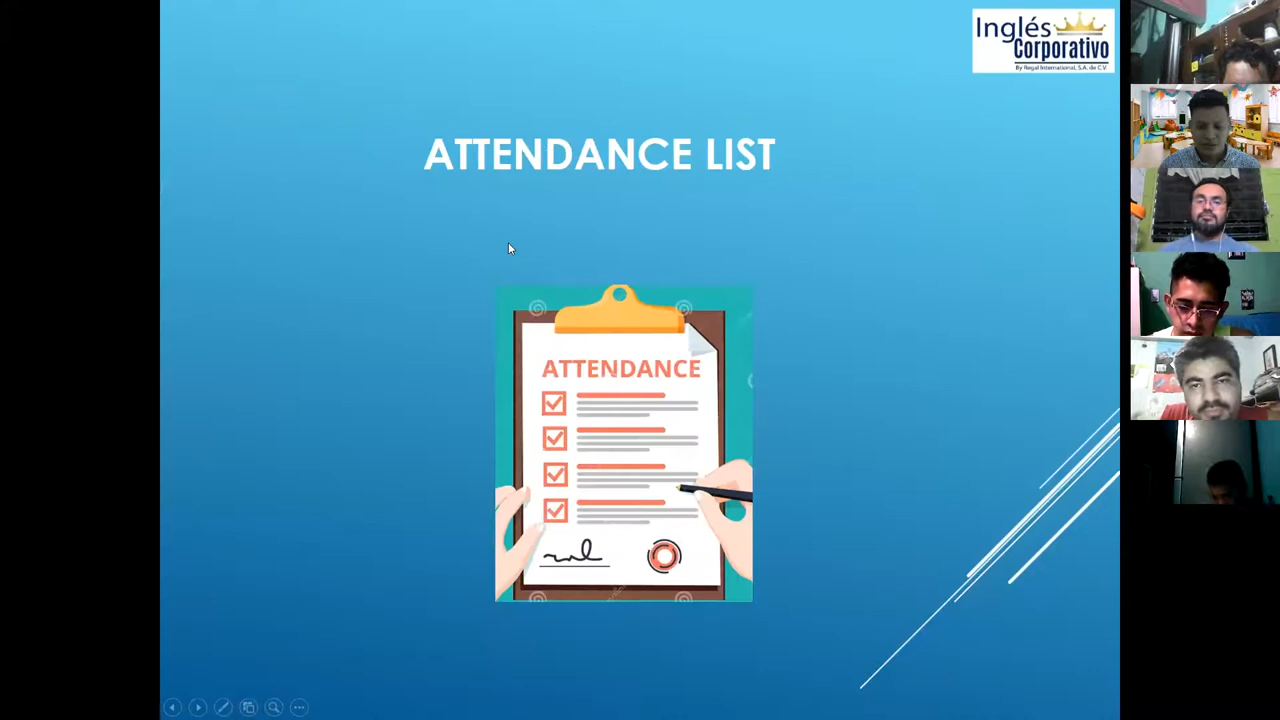 Inglés
Corporativo
By Regal International, S.A. de C.V.
ATTENDANCE LIST
ATTENDANCE